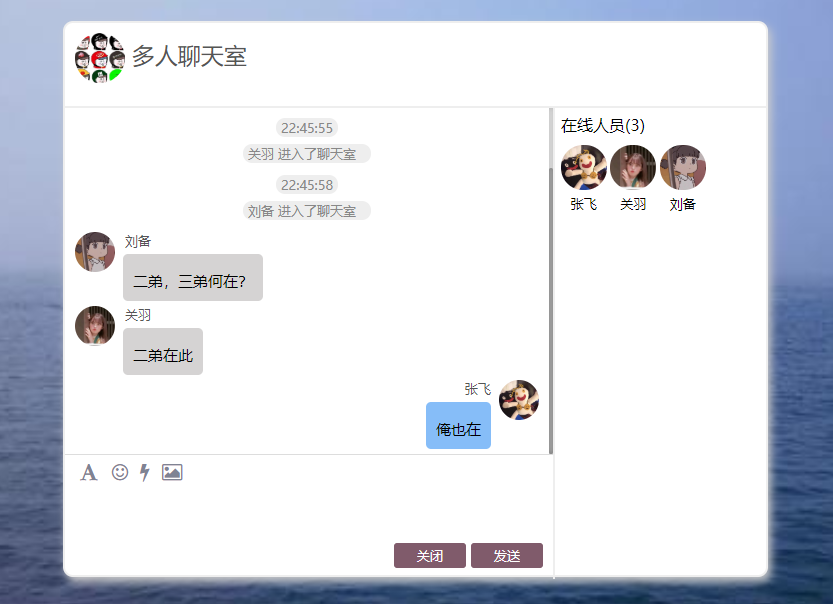 多人聊天室
22:45:55
关羽 进入了聊天室
22:45:58
刘备 进入了聊天室
刘备
二弟，三弟何在?
关羽
二弟在此
张飞
俺也在
A
关闭 发送
在线人员(3)
张飞 关羽 刘备